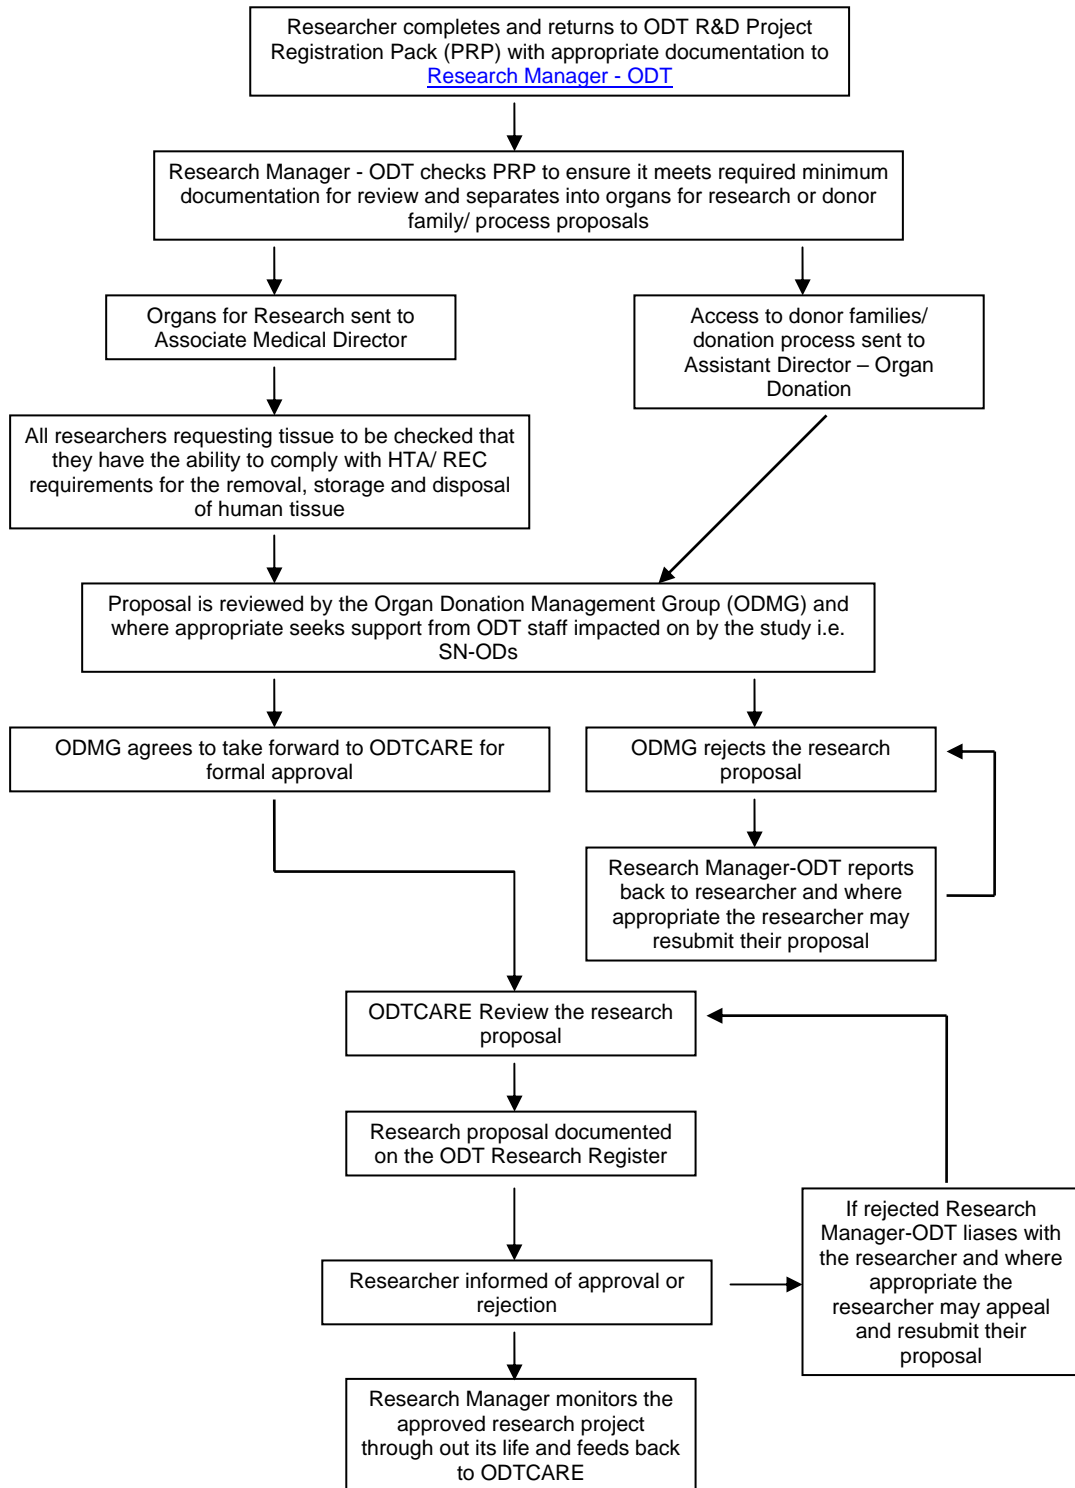 Researcher completes and returns to ODT R&D Project
Registration Pack (PRP) with appropriate documentation to
Research Manager - ODT
Research Manager - ODT checks PRP to ensure it meets required minimum
documentation for review and separates into organs for research or donor
family/ process proposals
Organs for Research sent to
Associate Medical Director
Access to donor families/
donation process sent to
Assistant Director – Organ
Donation
All researchers requesting tissue to be checked that
they have the ability to comply with HTA/ REC
requirements for the removal, storage and disposal
of human tissue
Proposal is reviewed by the Organ Donation Management Group (ODMG) and
where appropriate seeks support from ODT staff impacted on by the study i.e.
SN-ODs
ODMG agrees to take forward to ODTCARE for
formal approval
ODMG rejects the research
proposal
Research Manager-ODT reports
back to researcher and where
appropriate the researcher may
resubmit their proposal
ODTCARE Review the research
proposal
Research proposal documented
on the ODT Research Register
If rejected Research
Manager-ODT liases with
the researcher and where
appropriate the
researcher may appeal
and resubmit their
proposal
Researcher informed of approval or
rejection
Research Manager monitors the
approved research project
through out its life and feeds back
to ODTCARE